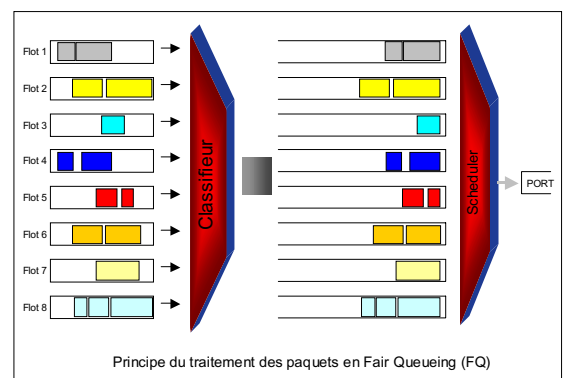 Flot 1
Flot 2
Flot 3
Flot 4
Flot 5
Flot 6
Flot 7
Flot 8
Classifieur
Scheduler
PORT
Principe du traitement des paquets en Fair Queueing (FQ)